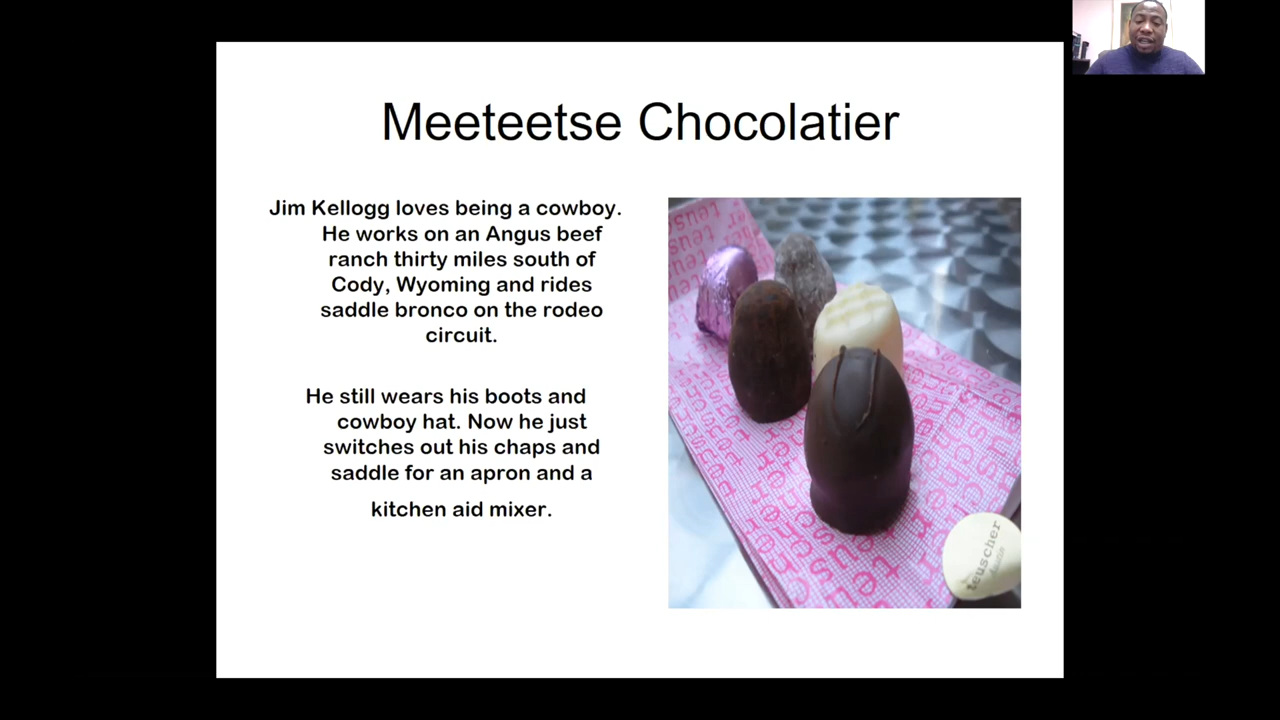 Meeteetse Chocolatier
Jim Kellogg loves being a cowboy.
He works on an Angus beef
ranch thirty miles south of
Cody, Wyoming and rides
saddle bronco on the rodeo
circuit.
He still wears his boots and
cowboy hat. Now he just
switches out his chaps and
saddle for an apron and a
kitchen aid mixer.
teuscher